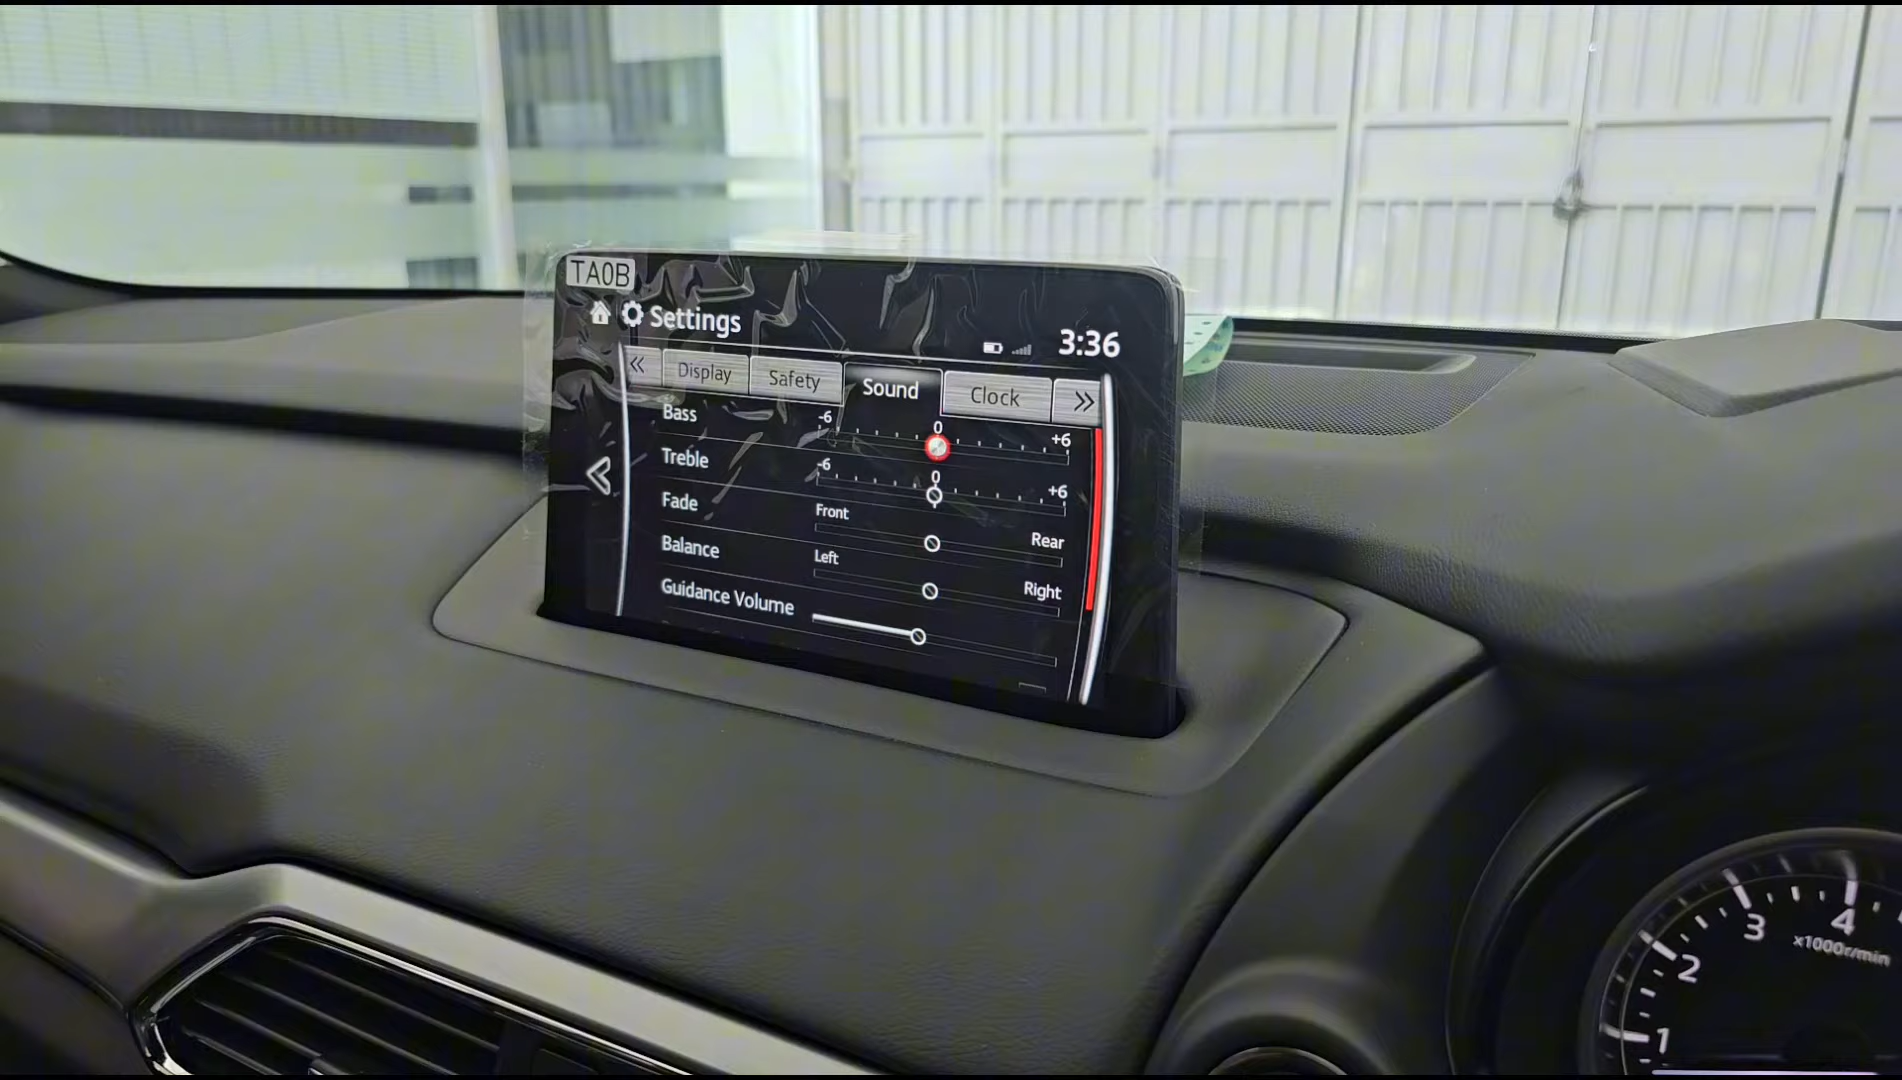 TA0B
Settings
3:36
« Display Safety Sound Clock »
Bass -6 0 +6
Treble -6 0 +6
Fade Front Rear
Balance Left Right
Guidance Volume
1 2 3 4
x1000r/min